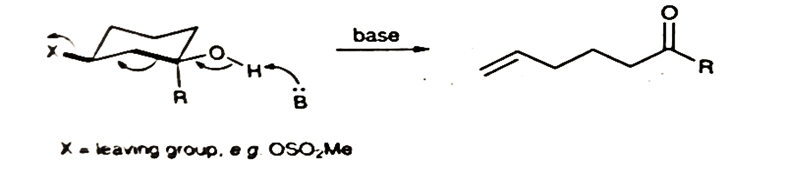 O
base
X
O
H
R
R
B
X = leaving group, e.g. OSO₂Me